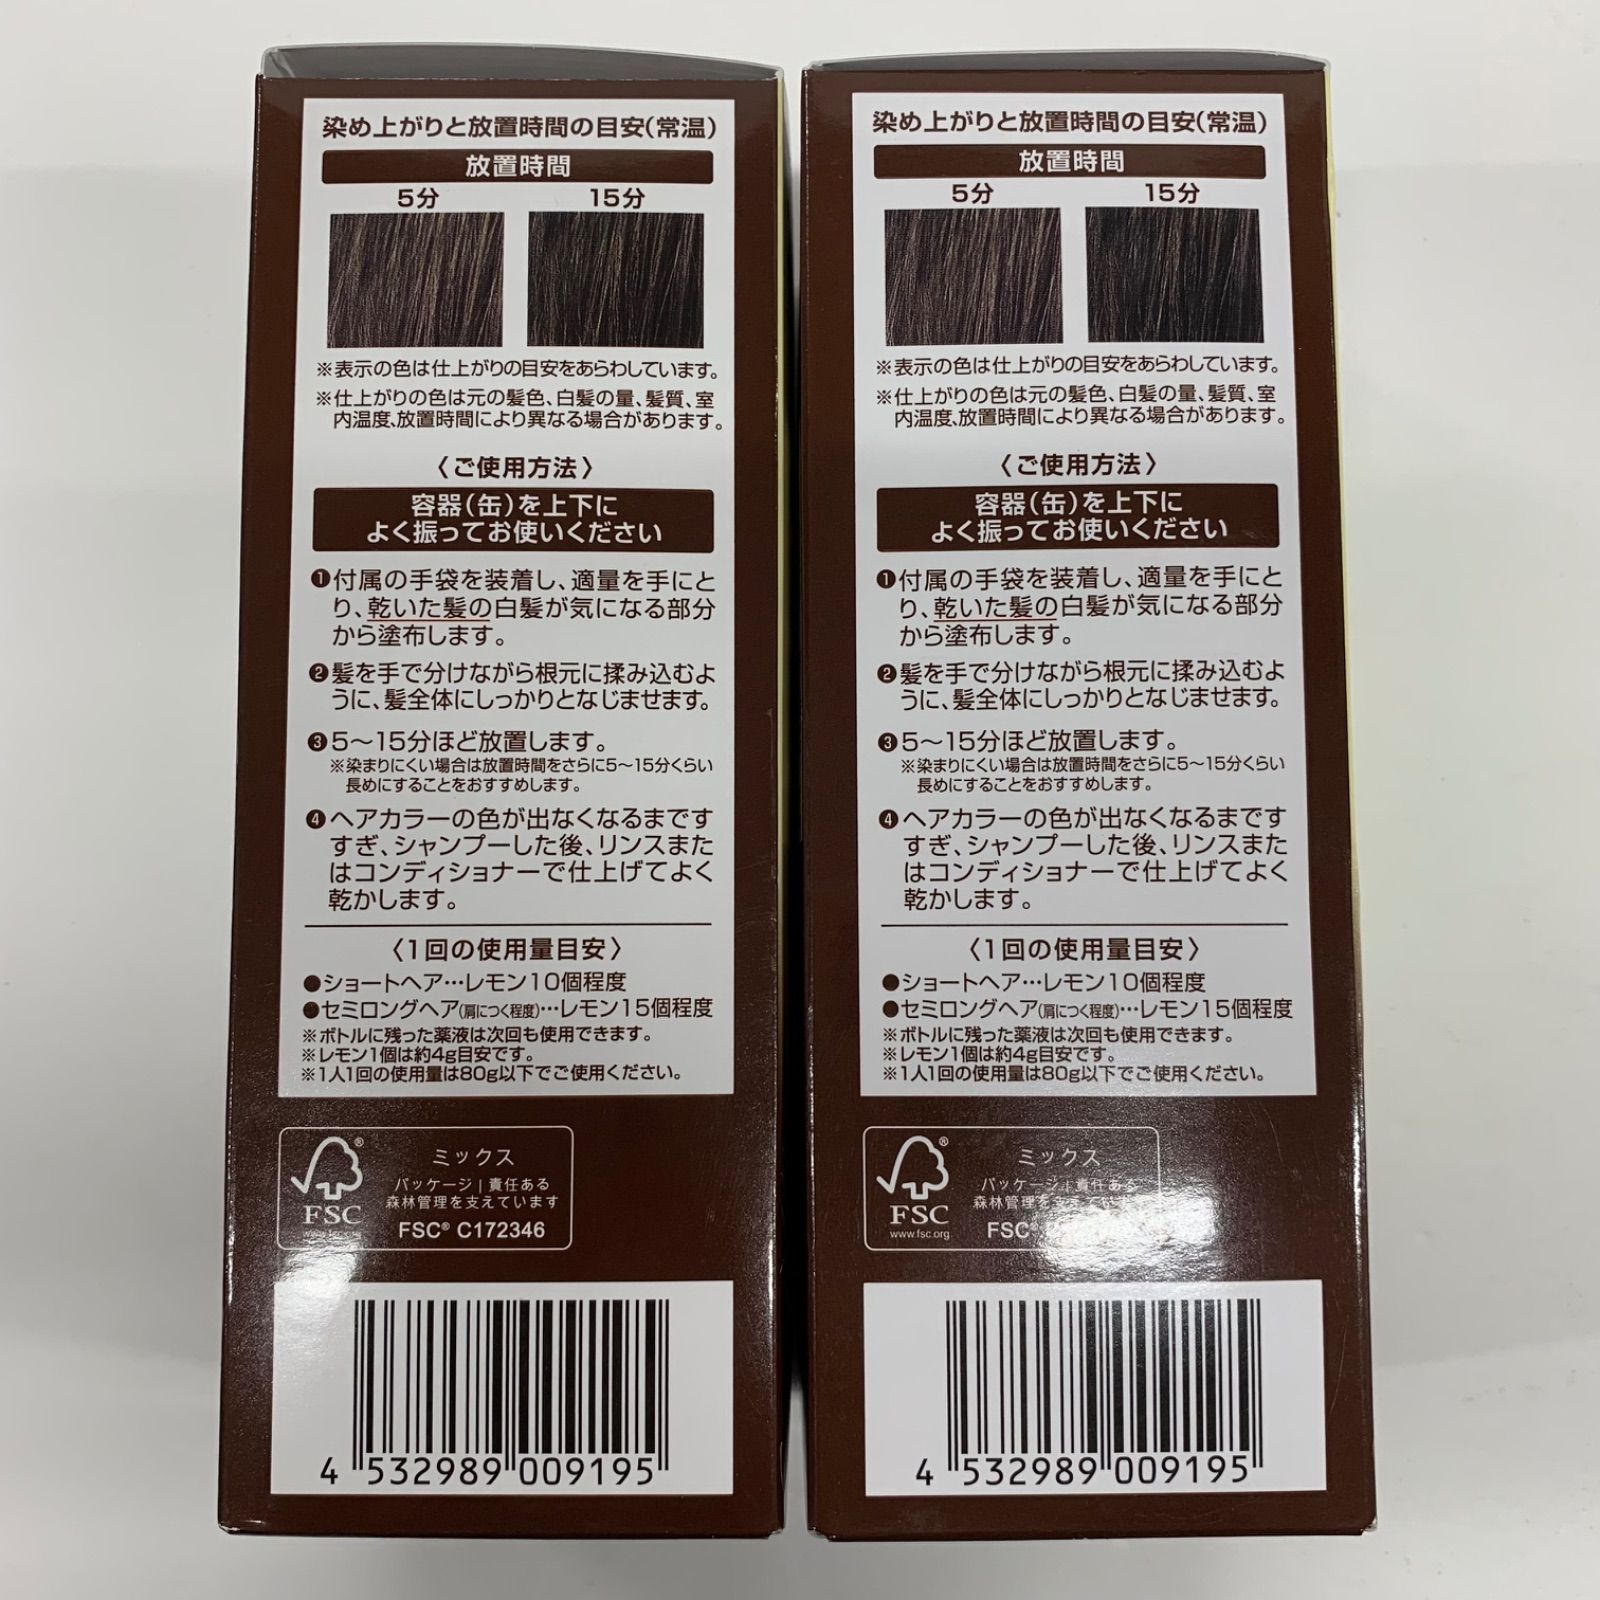 染め上がりと放置時間の目安(常温)
放置時間
5分 15分
※表示の色は仕上がりの目安をあらわしています。
※仕上がりの色は元の髪色、白髪の量、髪質、室
内温度、放置時間により異なる場合があります。
〈ご使用方法〉
容器(缶)を上下に
よく振ってお使いください
❶付属の手袋を装着し、適量を手にと
り、乾いた髪の白髪が気になる部分
から塗布します。
❷髪を手で分けながら根元に揉み込むよ
うに、髪全体にしっかりとなじませます。
❸5〜15分ほど放置します。
※染まりにくい場合は放置時間をさらに5〜15分くらい
長めにすることをおすすめします。
❹ヘアカラーの色が出なくなるまです
すぎ、シャンプーした後、リンスまた
はコンディショナーで仕上げてよく
乾かします。
〈1回の使用量目安〉
●ショートヘア…レモン10個程度
●セミロングヘア(肩につく程度)…レモン15個程度
※ボトルに残った薬液は次回も使用できます。
※レモン1個は約4g目安です。
※1人1回の使用量は80g以下でご使用ください。
ミックス
パッケージ|責任ある
森林管理を支えています
FSC® C172346
®
FSC
www.fsc.org
4 532989 009195
染め上がりと放置時間の目安(常温)
放置時間
5分 15分
※表示の色は仕上がりの目安をあらわしています。
※仕上がりの色は元の髪色、白髪の量、髪質、室
内温度、放置時間により異なる場合があります。
〈ご使用方法〉
容器(缶)を上下に
よく振ってお使いください
❶付属の手袋を装着し、適量を手にと
り、乾いた髪の白髪が気になる部分
から塗布します。
❷髪を手で分けながら根元に揉み込むよ
うに、髪全体にしっかりとなじませます。
❸5〜15分ほど放置します。
※染まりにくい場合は放置時間をさらに5〜15分くらい
長めにすることをおすすめします。
❹ヘアカラーの色が出なくなるまです
すぎ、シャンプーした後、リンスまた
はコンディショナーで仕上げてよく
乾かします。
〈1回の使用量目安〉
●ショートヘア…レモン10個程度
●セミロングヘア(肩につく程度)…レモン15個程度
※ボトルに残った薬液は次回も使用できます。
※レモン1個は約4g目安です。
※1人1回の使用量は80g以下でご使用ください。
ミックス
パッケージ|責任ある
森林管理を支えています
FSC®
®
FSC
www.fsc.org
4 532989 009195